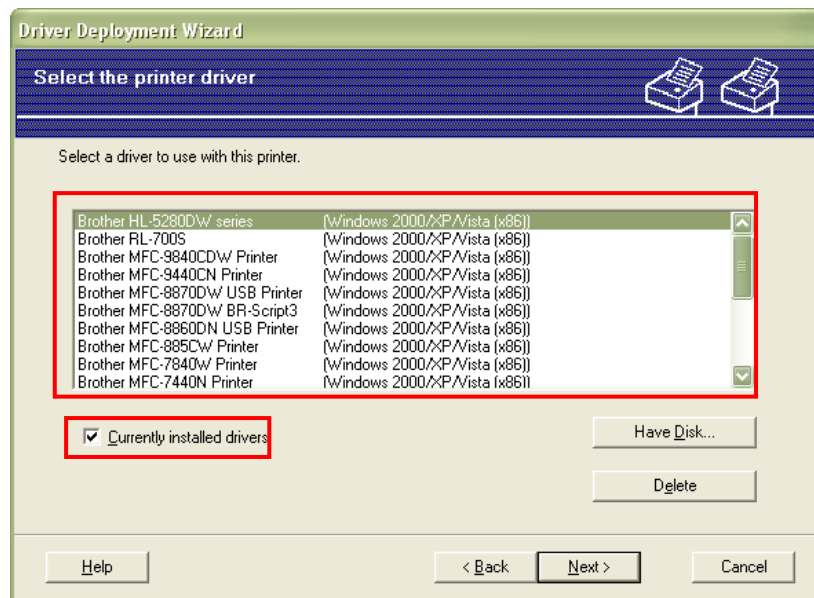 Driver Deployment Wizard
Select the printer driver
Select a driver to use with this printer.
Brother HL-5280DW series (Windows 2000/XP/Vista (x86))
Brother RL-700S (Windows 2000/XP/Vista (x86))
Brother MFC-9840CDW Printer (Windows 2000/XP/Vista (x86))
Brother MFC-9440CN Printer (Windows 2000/XP/Vista (x86))
Brother MFC-8870DW USB Printer (Windows 2000/XP/Vista (x86))
Brother MFC-8870DW BR-Script3 (Windows 2000/XP/Vista (x86))
Brother MFC-8860DN USB Printer (Windows 2000/XP/Vista (x86))
Brother MFC-885CW Printer (Windows 2000/XP/Vista (x86))
Brother MFC-7840W Printer (Windows 2000/XP/Vista (x86))
Brother MFC-7440N Printer (Windows 2000/XP/Vista (x86))
Currently installed drivers
Have Disk...
Delete
Help
< Back
Next >
Cancel